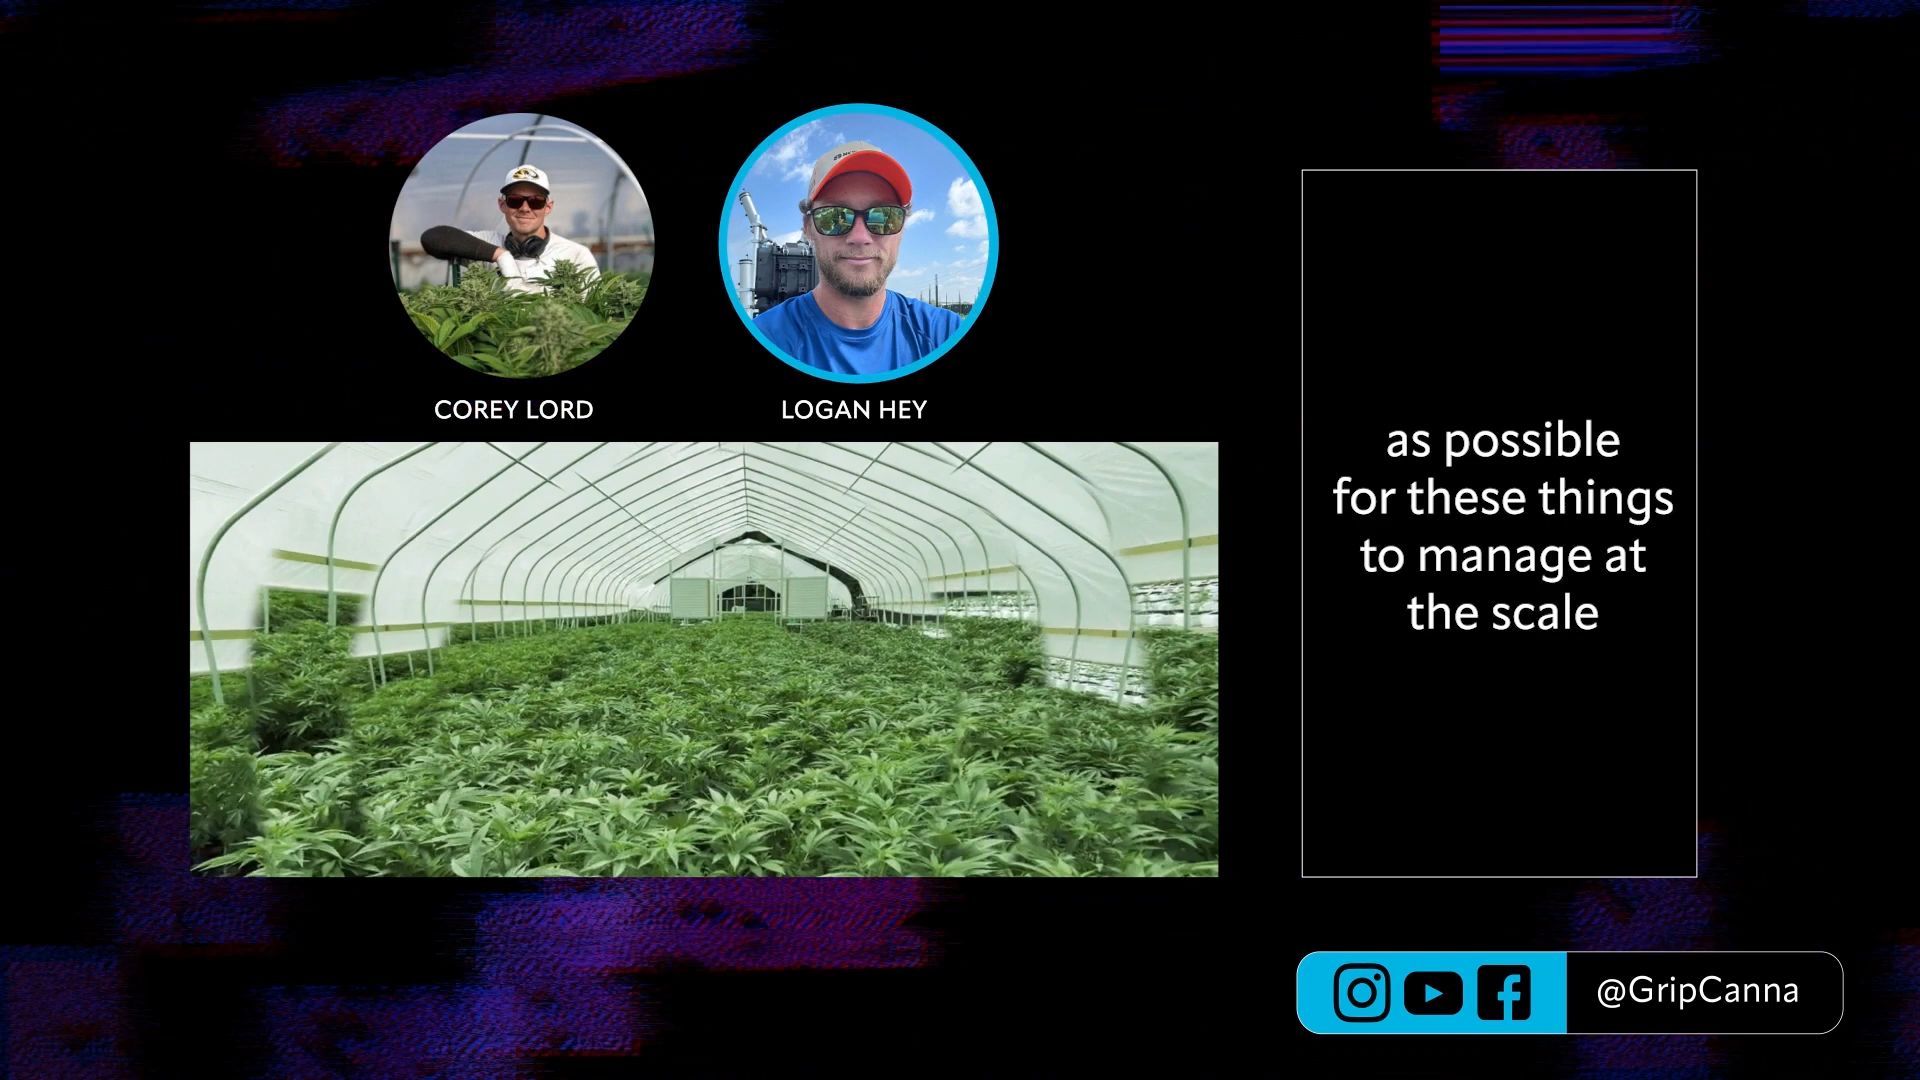 COREY LORD
LOGAN HEY
as possible
for these things
to manage at
the scale
@GripCanna